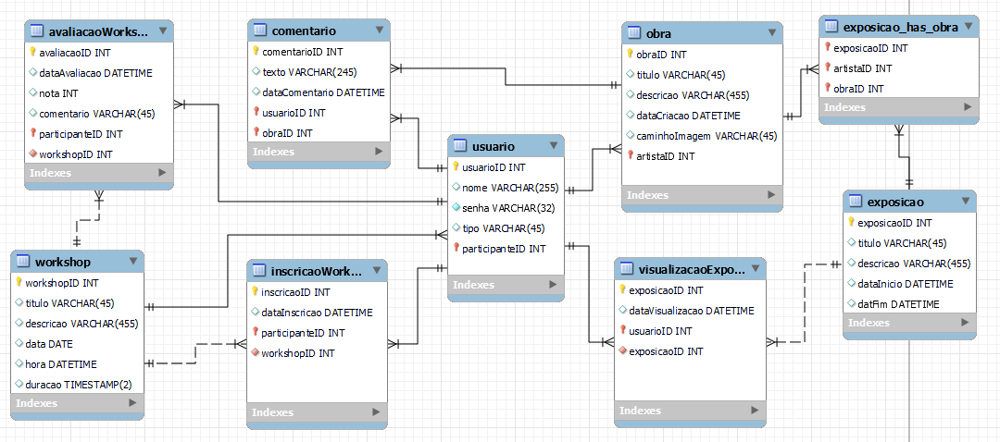 avaliacaoWorks...
avaliacaoID INT
dataAvaliacao DATETIME
nota INT
comentario VARCHAR(45)
participanteID INT
workshopID INT
Indexes
comentario
comentarioID INT
texto VARCHAR(245)
dataComentario DATETIME
usuarioID INT
obraID INT
Indexes
obra
obraID INT
titulo VARCHAR(45)
descricao VARCHAR(455)
dataCriacao DATETIME
caminhoImagem VARCHAR(45)
artistaID INT
Indexes
exposicao_has_obra
exposicaoID INT
artistaID INT
obraID INT
Indexes
usuario
usuarioID INT
nome VARCHAR(255)
senha VARCHAR(32)
tipo VARCHAR(45)
participanteID INT
Indexes
exposicao
exposicaoID INT
titulo VARCHAR(45)
descricao VARCHAR(455)
dataInicio DATETIME
datFim DATETIME
Indexes
workshop
workshopID INT
titulo VARCHAR(45)
descricao VARCHAR(455)
data DATE
hora DATETIME
duracao TIMESTAMP(2)
Indexes
inscricaoWork...
inscricaoID INT
dataInscricao DATETIME
participanteID INT
workshopID INT
Indexes
visualizacaoExpo...
exposicaoID INT
dataVisualizacao DATETIME
usuarioID INT
exposicaoID INT
Indexes